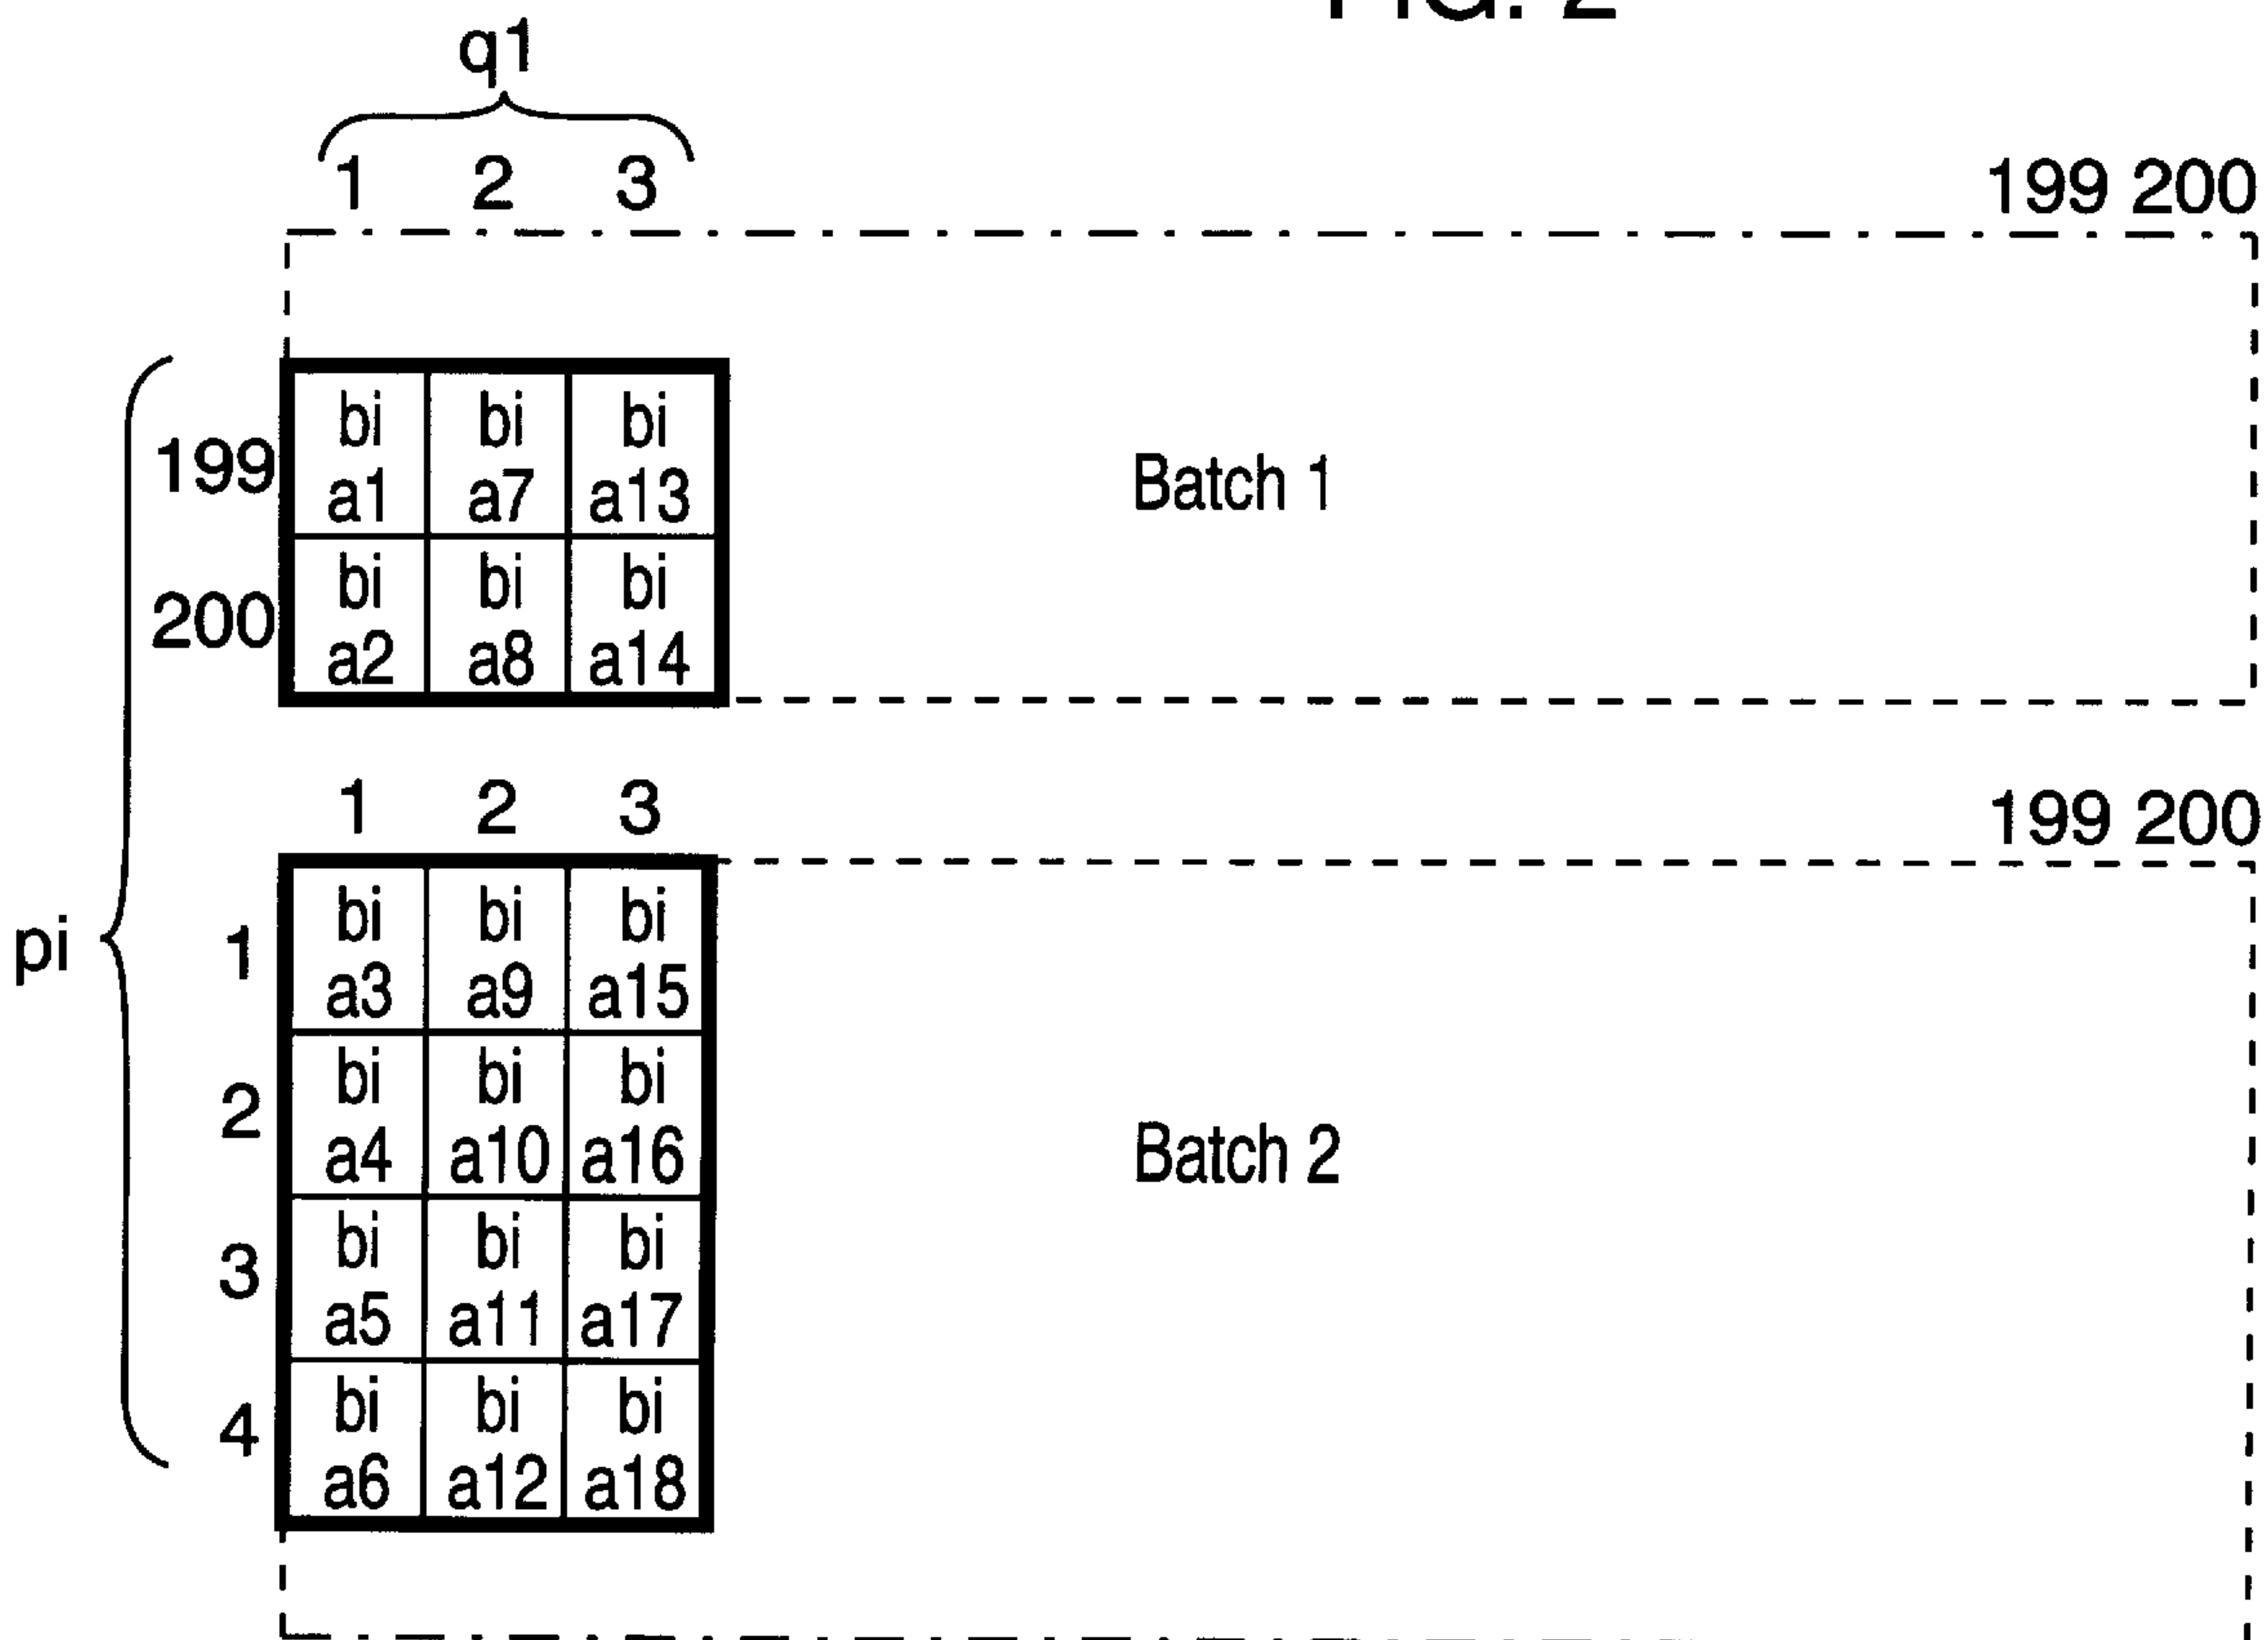 FIG. 2
q1
1 2 3
199 200
bi bi bi
199
a1 a7 a13
Batch 1
bi bi bi
200
a2 a8 a14
1 2 3
199 200
bi bi bi
pi
1
a3 a9 a15
bi bi bi
2
a4 a10 a16
Batch 2
bi bi bi
3
a5 a11 a17
bi bi bi
4
a6 a12 a18